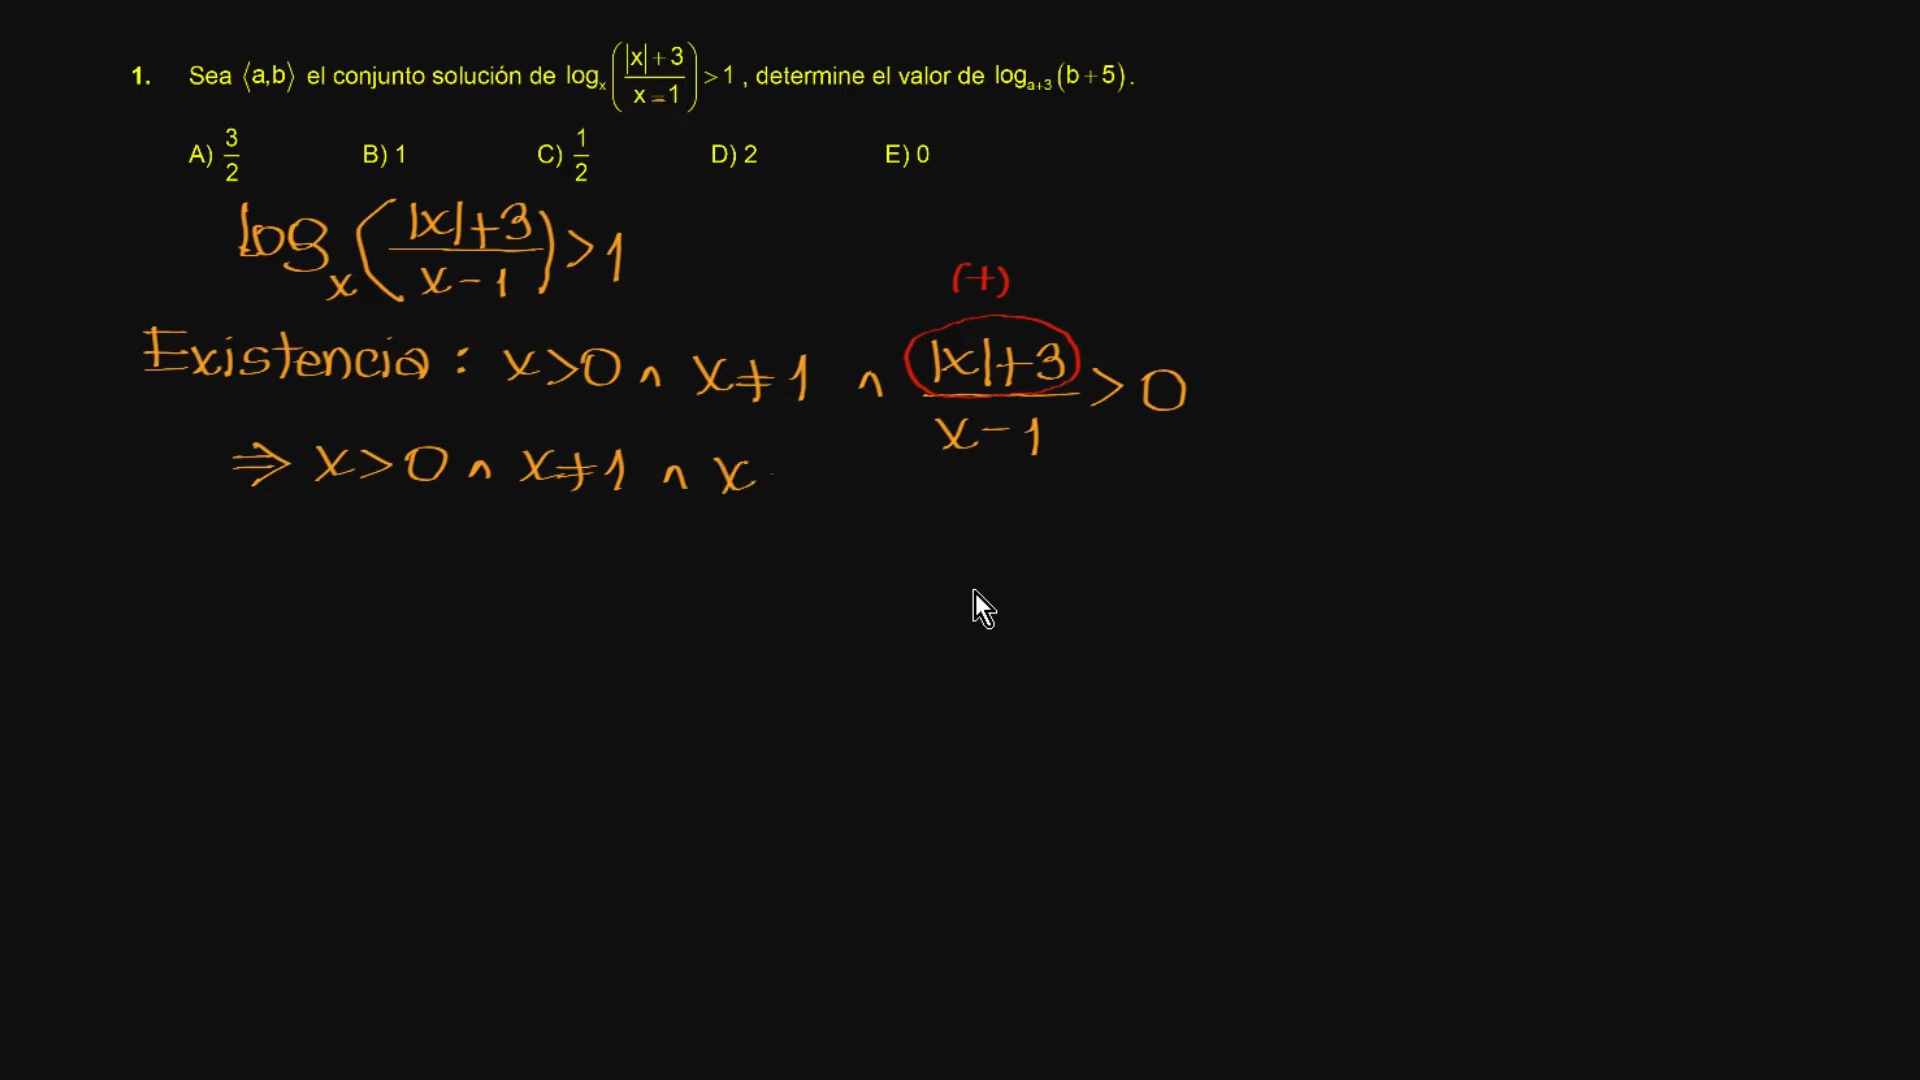 1. Sea ⟨a,b⟩ el conjunto solución de logₓ((|x|+3)/(x−1)) > 1, determine el valor de logₐ₊₃(b+5).
A) 3/2 B) 1 C) 1/2 D) 2 E) 0
logₓ((|x|+3)/(x−1)) > 1
(+)
Existencia: x>0 ∧ x≠1 ∧ (|x|+3)/(x−1) > 0
⇒ x>0 ∧ x≠1 ∧ x